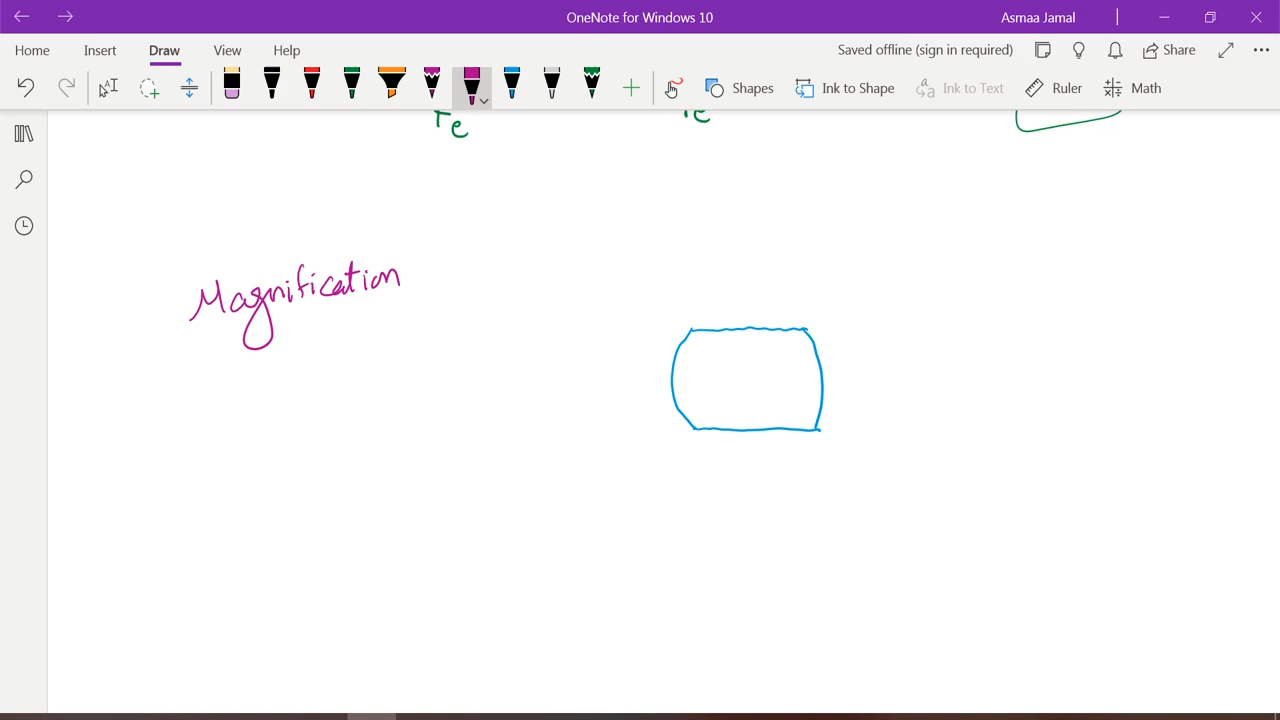 OneNote for Windows 10
Asmaa Jamal
Home Insert Draw View Help
Saved offline (sign in required)
Share
Shapes
Ink to Shape
Ink to Text
Ruler
Math
Magnification